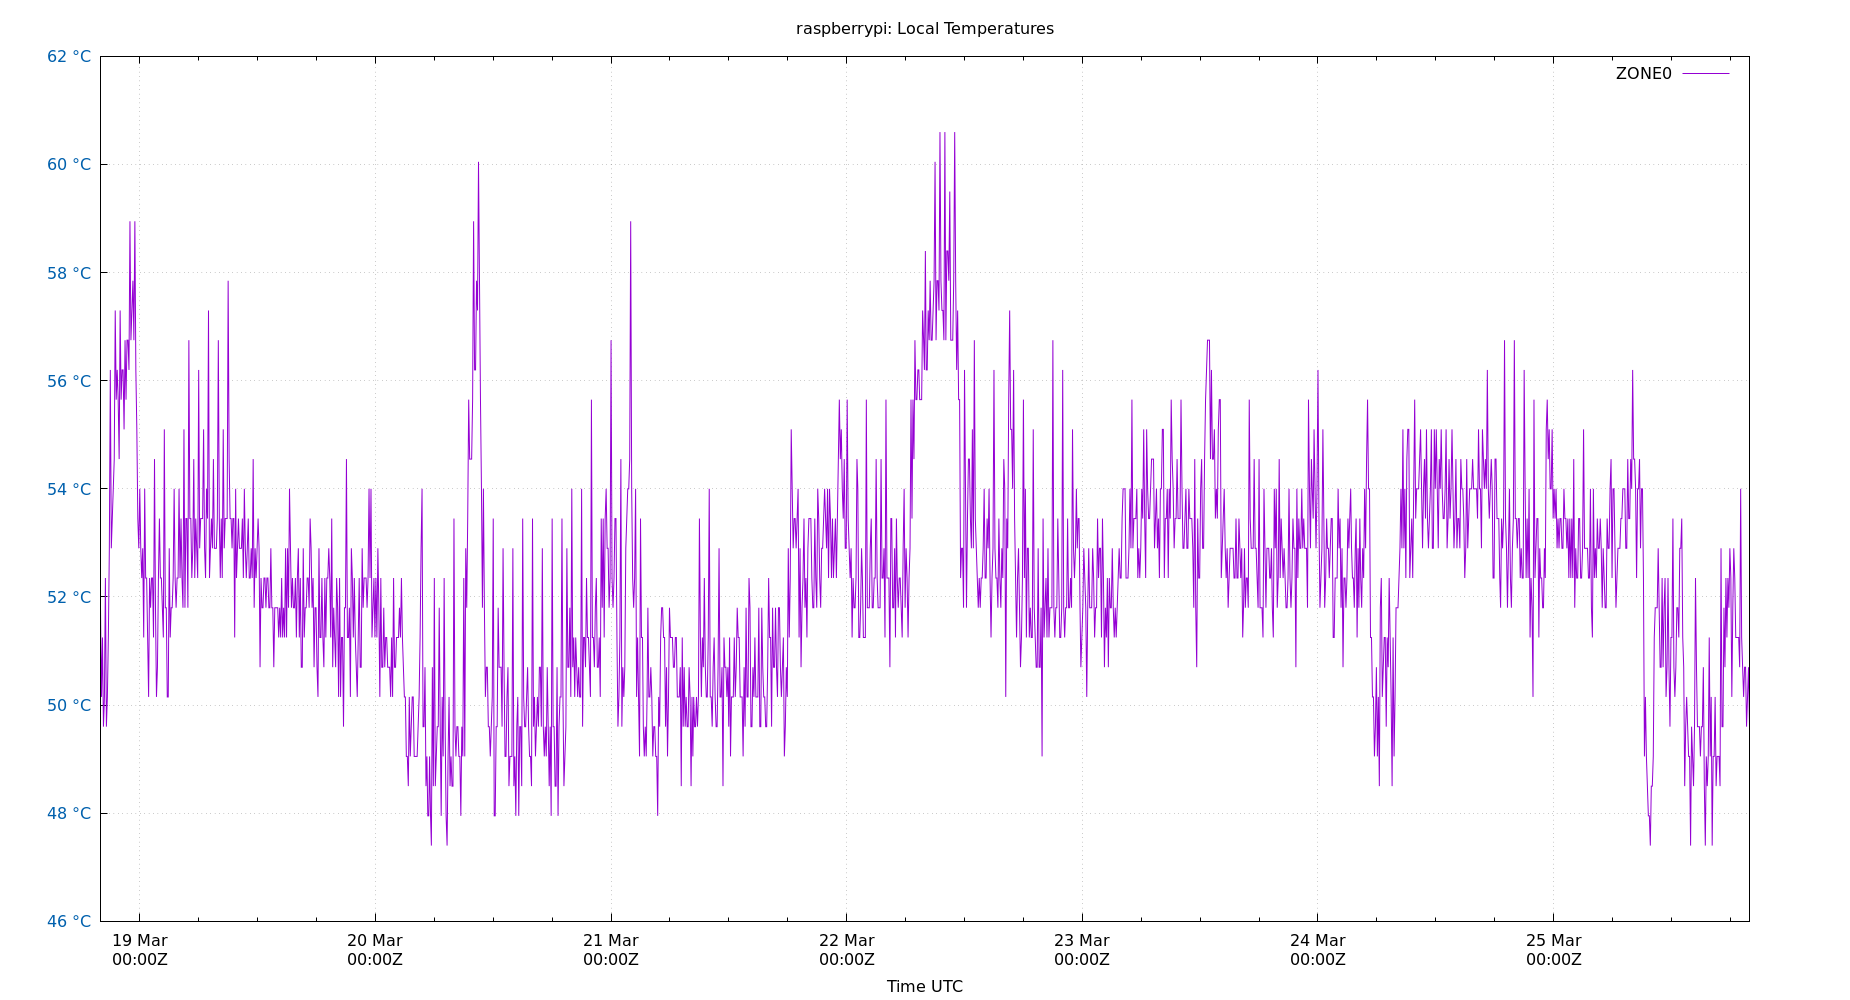 raspberrypi: Local Temperatures
62 °C
ZONE0
60 °C
58 °C
56 °C
54 °C
52 °C
50 °C
48 °C
46 °C
19 Mar 20 Mar 21 Mar 22 Mar 23 Mar 24 Mar 25 Mar
00:00Z 00:00Z 00:00Z 00:00Z 00:00Z 00:00Z 00:00Z
Time UTC